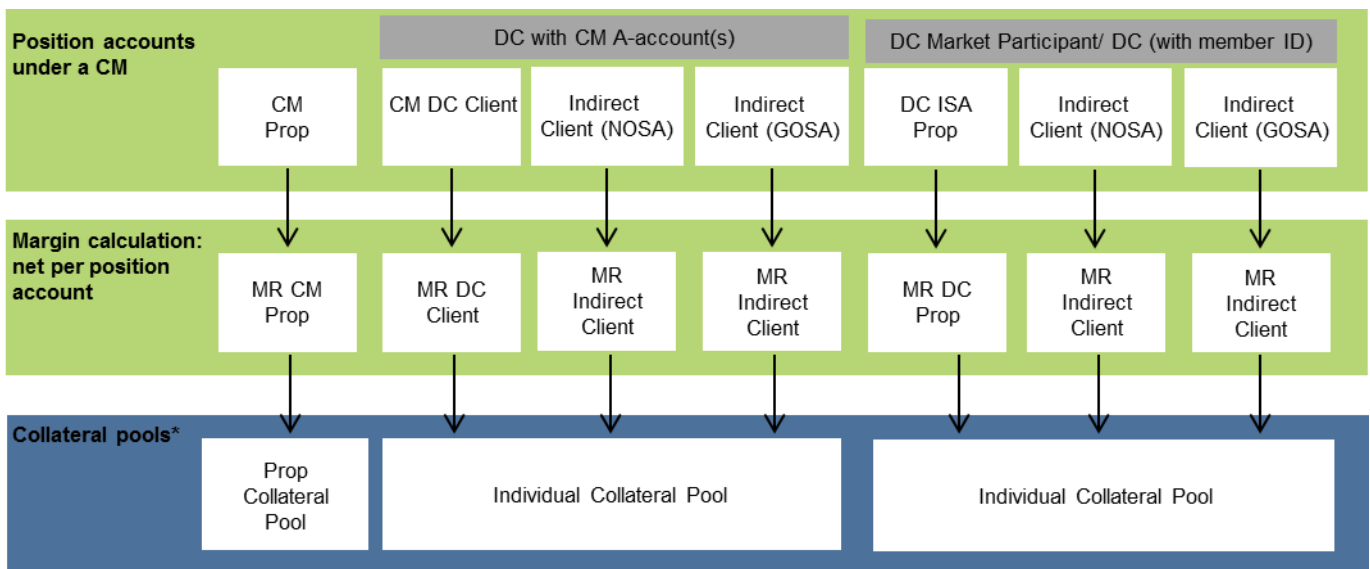 Position accounts
under a CM
DC with CM A-account(s)
DC Market Participant/ DC (with member ID)
CM
Prop
CM DC Client
Indirect
Client (NOSA)
Indirect
Client (GOSA)
DC ISA
Prop
Indirect
Client (NOSA)
Indirect
Client (GOSA)
Margin calculation:
net per position
account
MR CM
Prop
MR DC
Client
MR
Indirect
Client
MR
Indirect
Client
MR DC
Prop
MR
Indirect
Client
MR
Indirect
Client
Collateral pools*
Prop
Collateral
Pool
Individual Collateral Pool
Individual Collateral Pool